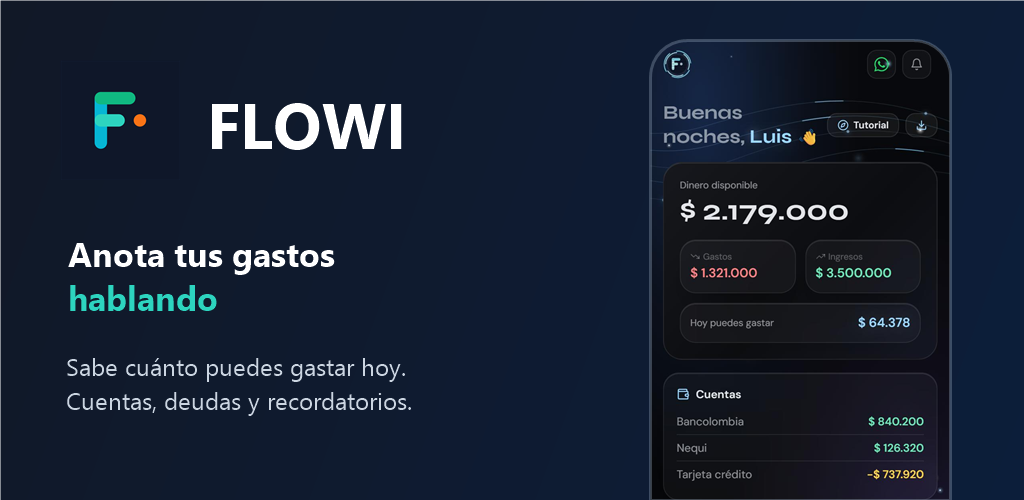 FLOWI
Anota tus gastos
hablando
Sabe cuánto puedes gastar hoy.
Cuentas, deudas y recordatorios.
F.
Buenas
noches, Luis 👋
Tutorial
Dinero disponible
$ 2.179.000
Gastos
$ 1.321.000
Ingresos
$ 3.500.000
Hoy puedes gastar $ 64.378
Cuentas
Bancolombia $ 840.200
Nequi $ 126.320
Tarjeta crédito -$ 737.920